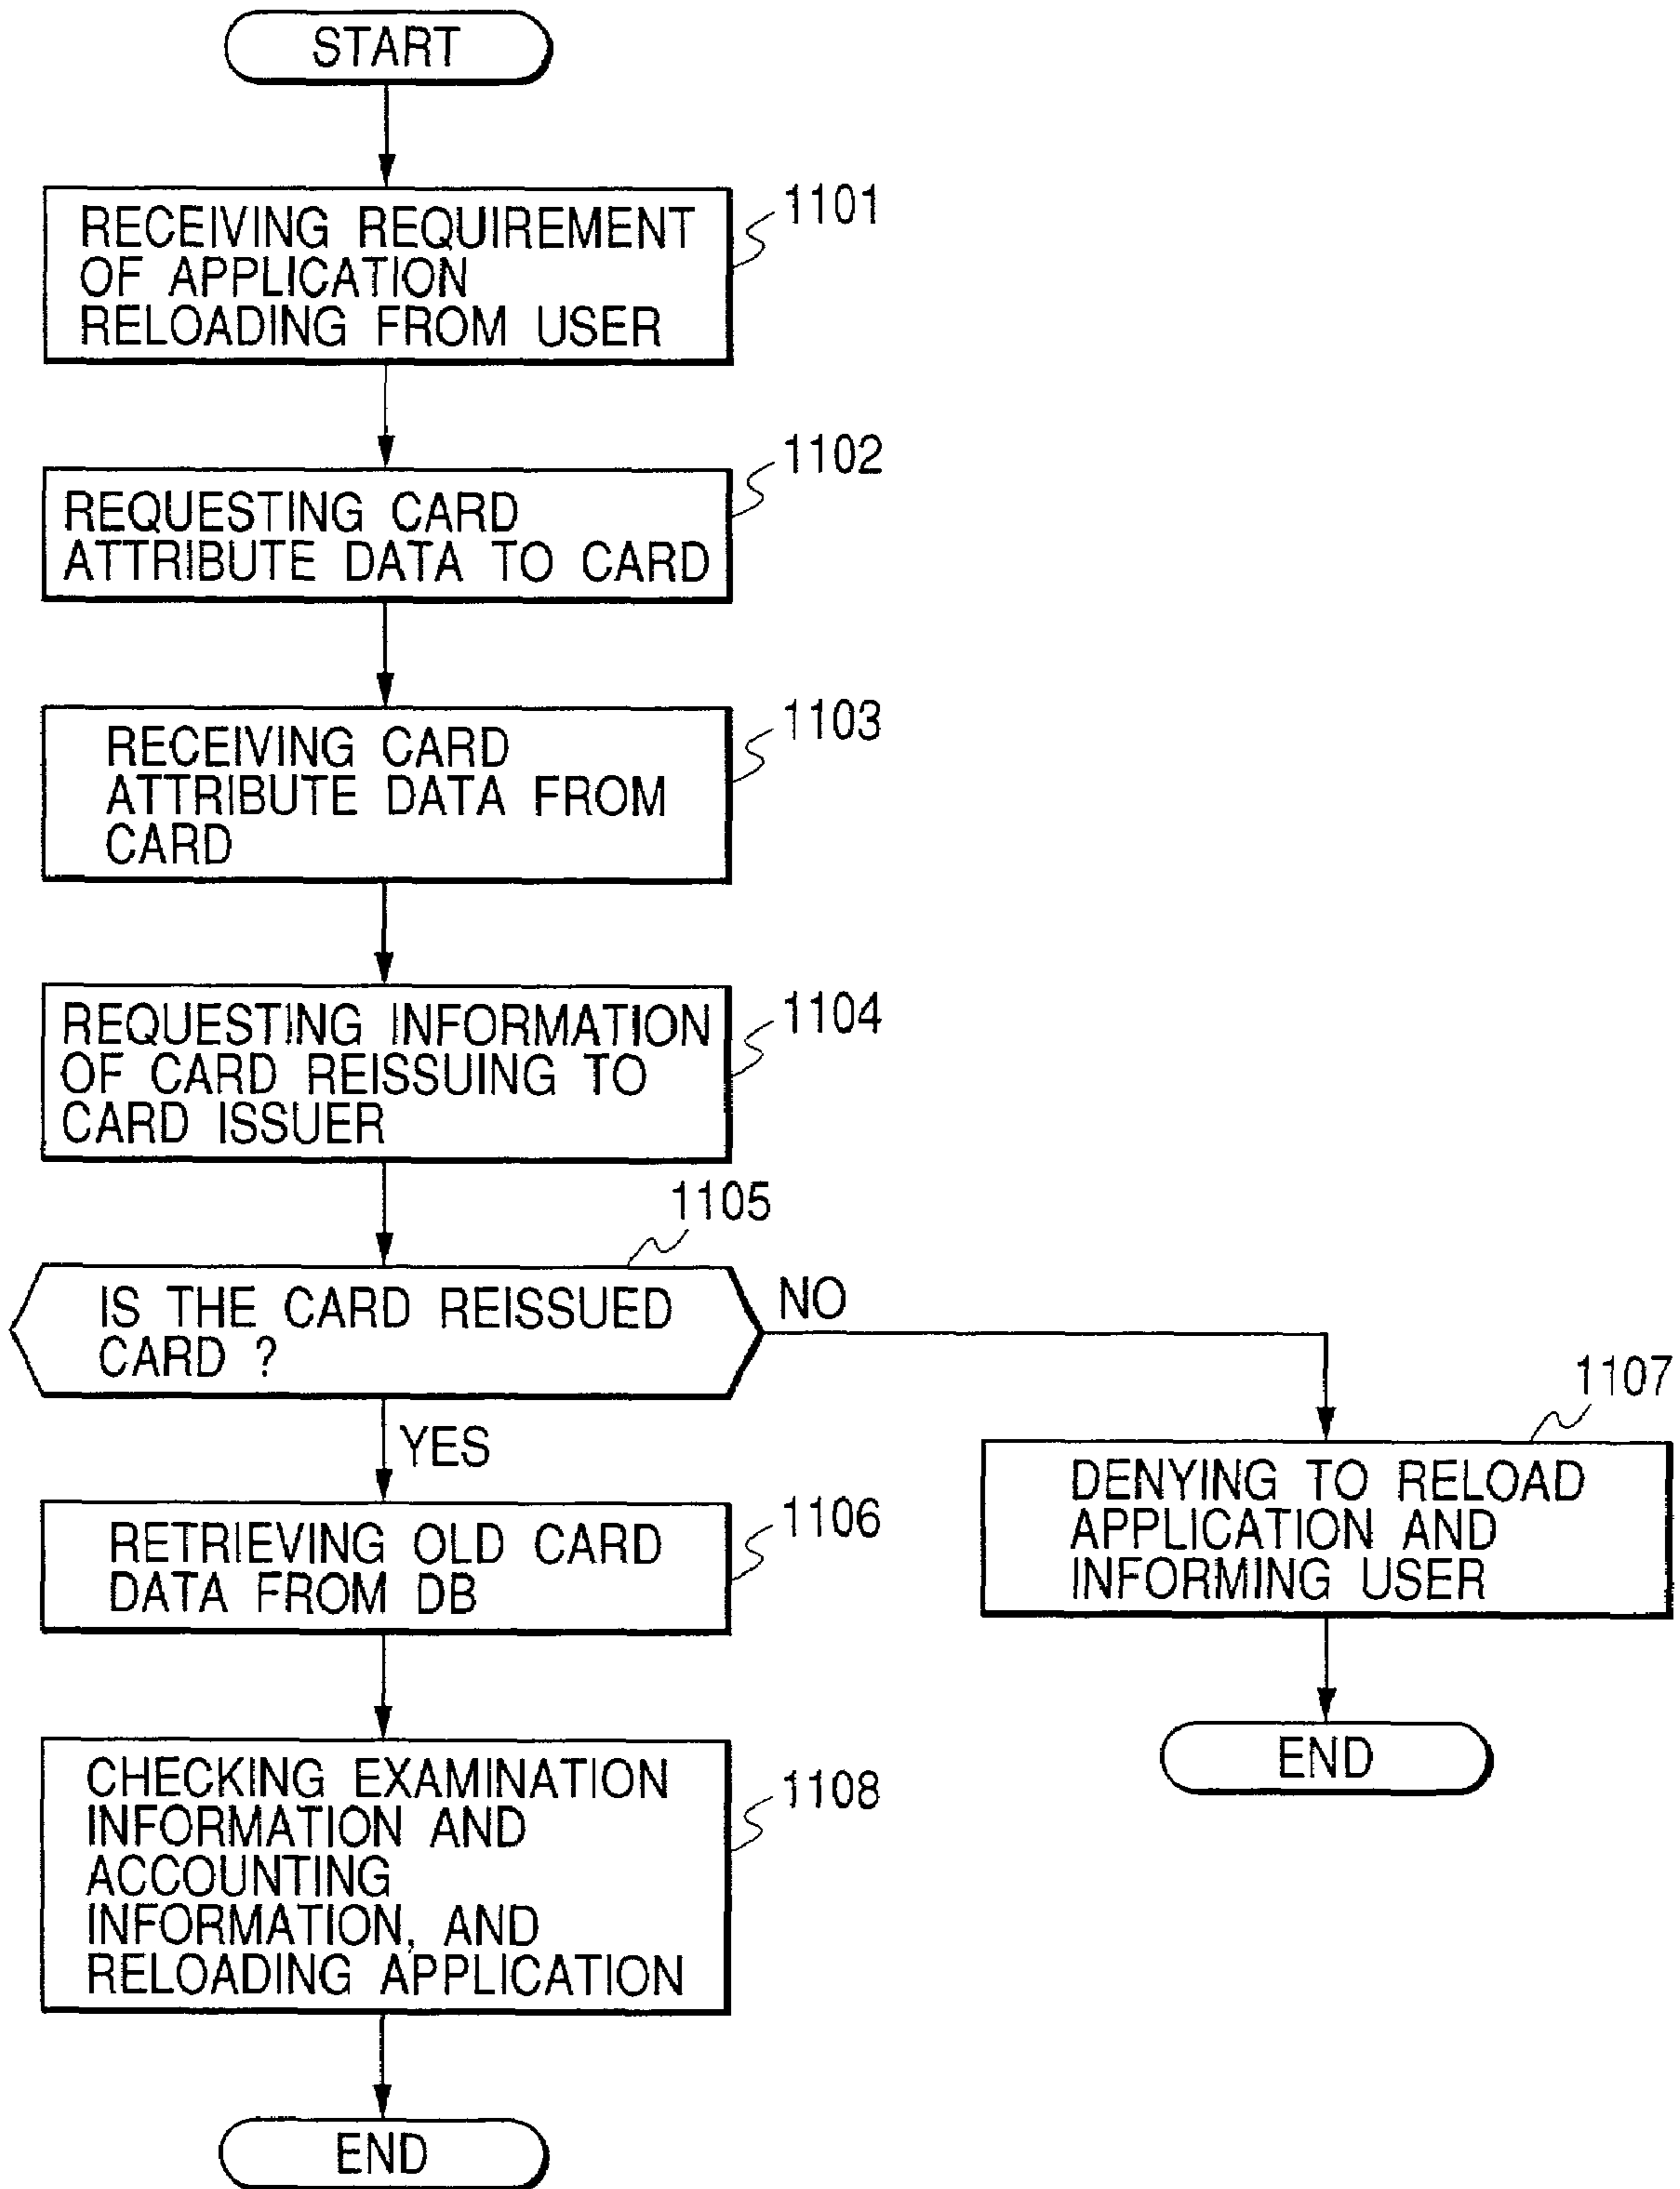 START
1101
RECEIVING REQUIREMENT
OF APPLICATION
RELOADING FROM USER
1102
REQUESTING CARD
ATTRIBUTE DATA TO CARD
1103
RECEIVING CARD
ATTRIBUTE DATA FROM
CARD
1104
REQUESTING INFORMATION
OF CARD REISSUING TO
CARD ISSUER
1105
IS THE CARD REISSUED
CARD ?
NO
YES
1107
DENYING TO RELOAD
APPLICATION AND
INFORMING USER
END
1106
RETRIEVING OLD CARD
DATA FROM DB
1108
CHECKING EXAMINATION
INFORMATION AND
ACCOUNTING
INFORMATION, AND
RELOADING APPLICATION
END